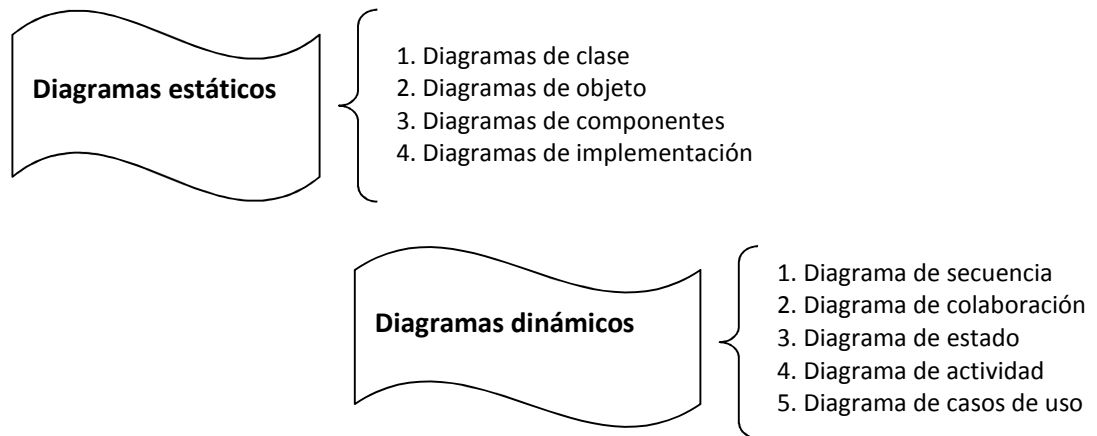 Diagramas estáticos
1. Diagramas de clase
2. Diagramas de objeto
3. Diagramas de componentes
4. Diagramas de implementación
Diagramas dinámicos
1. Diagrama de secuencia
2. Diagrama de colaboración
3. Diagrama de estado
4. Diagrama de actividad
5. Diagrama de casos de uso